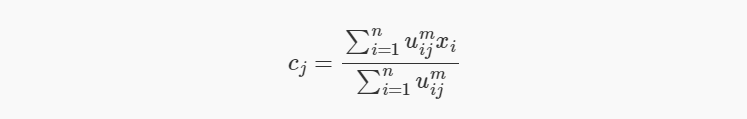 $c_j = \frac{\sum_{i=1}^{n} u_{ij}^{m} x_i}{\sum_{i=1}^{n} u_{ij}^{m}}$